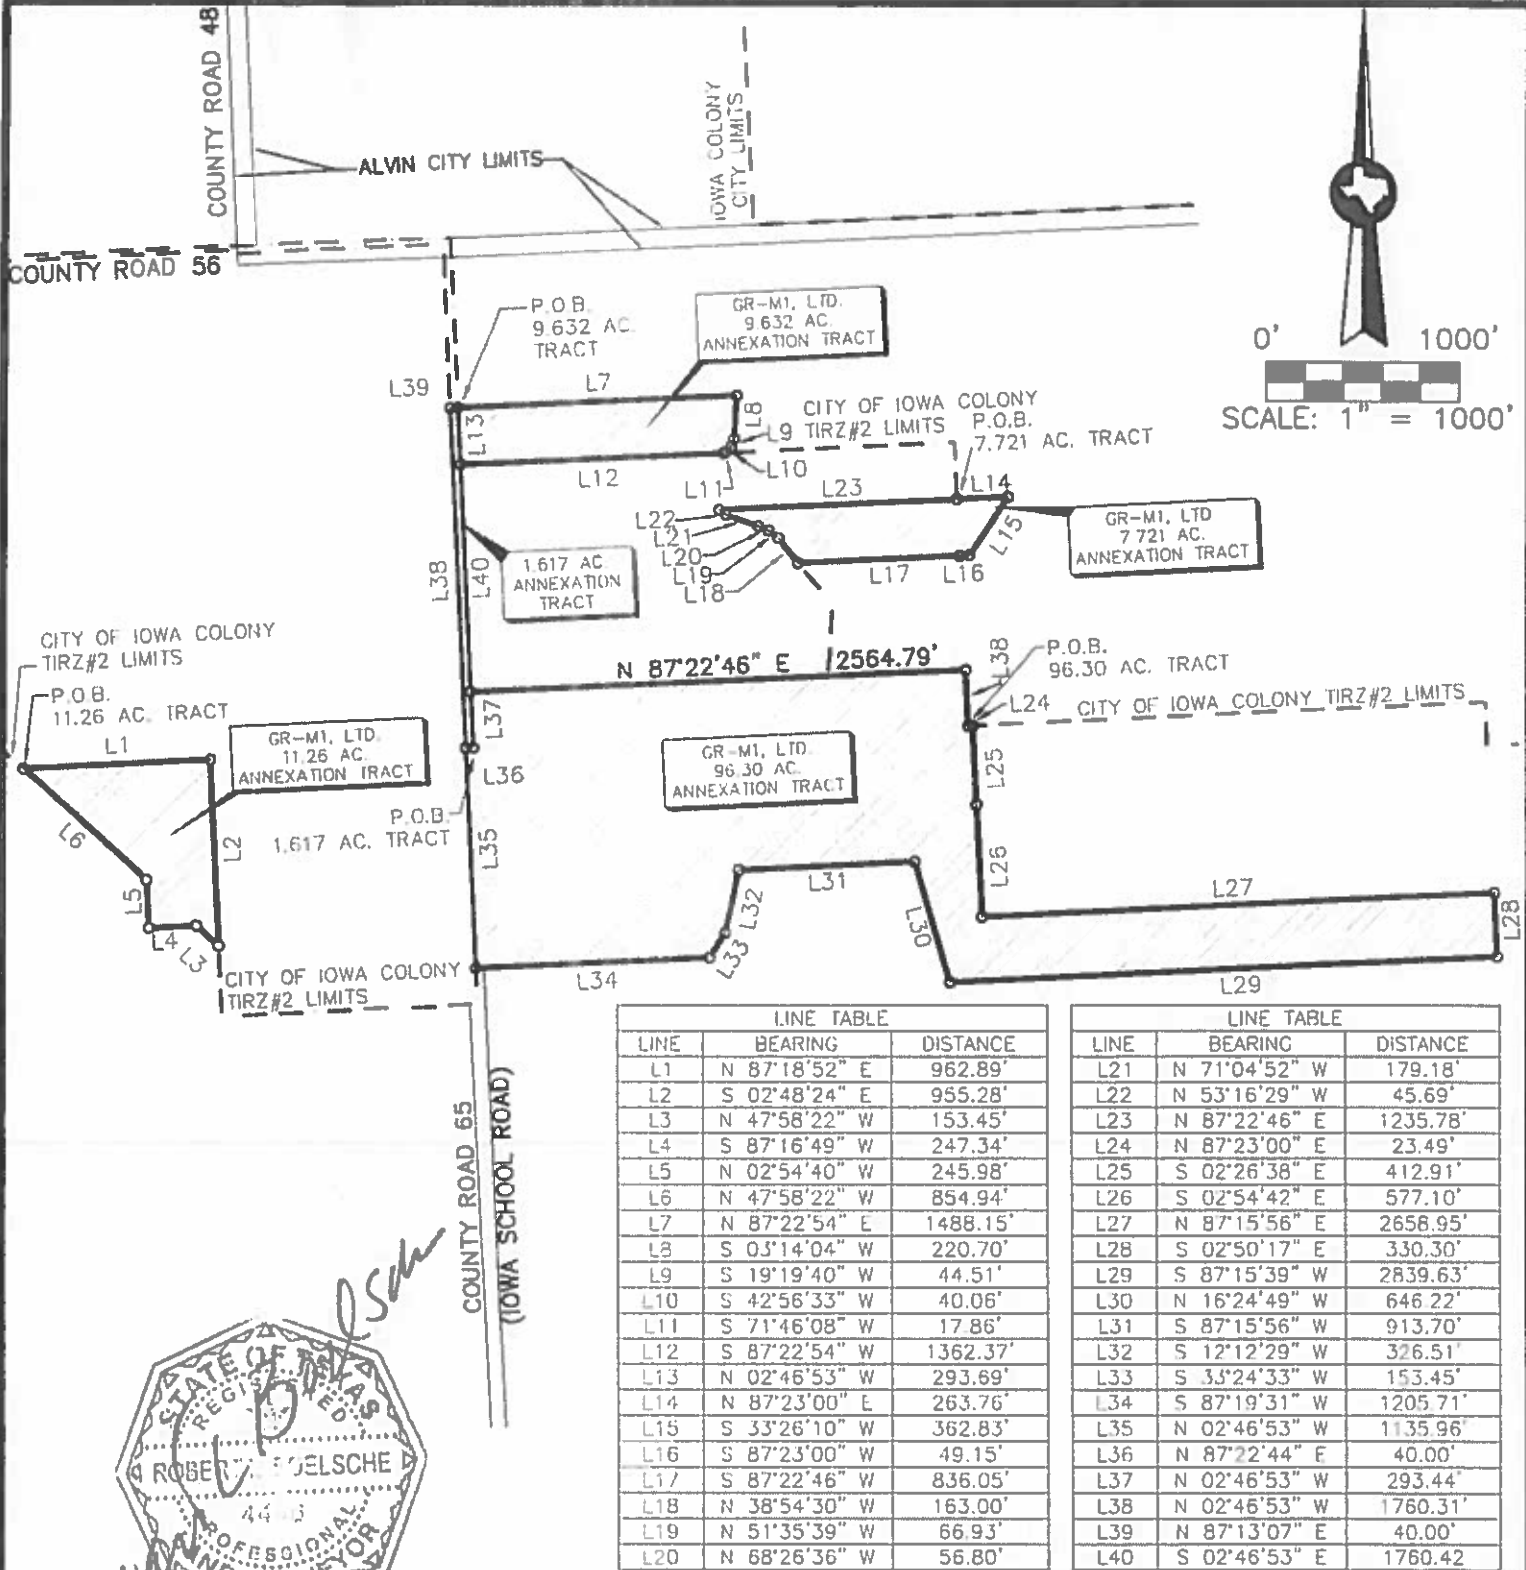 COUNTY ROAD 48
ALVIN CITY LIMITS
IOWA COLONY
CITY LIMITS
COUNTY ROAD 56
0' 1000'
SCALE: 1" = 1000'
P.O.B.
9.632 AC.
TRACT
GR-M1, LTD.
9.632 AC.
ANNEXATION TRACT
L39
L7
L8
L13
L9
L10
L11
L12
CITY OF IOWA COLONY
TIRZ#2 LIMITS
P.O.B.
7.721 AC. TRACT
L23
L14
L22
L21
L20
L19
L18
L17
L16
L15
GR-M1, LTD
7.721 AC.
ANNEXATION TRACT
1.617 AC
ANNEXATION
TRACT
L38
L40
CITY OF IOWA COLONY
TIRZ#2 LIMITS
P.O.B.
11.26 AC. TRACT
L1
GR-M1, LTD.
11.26 AC.
ANNEXATION TRACT
L6
L2
L5
L4
L3
N 87°22'46" E 2564.79'
L38
P.O.B.
96.30 AC. TRACT
L24
CITY OF IOWA COLONY TIRZ#2 LIMITS
L37
L36
GR-M1, LTD.
96.30 AC.
ANNEXATION TRACT
L25
P.O.B.
1.617 AC. TRACT
L35
L26
L31
L27
L28
L32
L30
L33
L34
L29
CITY OF IOWA COLONY
TIRZ#2 LIMITS
COUNTY ROAD 65
(IOWA SCHOOL ROAD)
LINE TABLE
LINE BEARING DISTANCE
L1 N 87°18'52" E 962.89'
L2 S 02°48'24" E 955.28'
L3 N 47°58'22" W 153.45'
L4 S 87°16'49" W 247.34'
L5 N 02°54'40" W 245.98'
L6 N 47°58'22" W 854.94'
L7 N 87°22'54" E 1488.15'
L8 S 03°14'04" W 220.70'
L9 S 19°19'40" W 44.51'
L10 S 42°56'33" W 40.06'
L11 S 71°46'08" W 17.86'
L12 S 87°22'54" W 1362.37'
L13 N 02°46'53" W 293.69'
L14 N 87°23'00" E 263.76'
L15 S 33°26'10" W 362.83'
L16 S 87°23'00" W 49.15'
L17 S 87°22'46" W 836.05'
L18 N 38°54'30" W 163.00'
L19 N 51°35'39" W 66.93'
L20 N 68°26'36" W 56.80'
LINE TABLE
LINE BEARING DISTANCE
L21 N 71°04'52" W 179.18'
L22 N 53°16'29" W 45.69'
L23 N 87°22'46" E 1235.78'
L24 N 87°23'00" E 23.49'
L25 S 02°26'38" E 412.91'
L26 S 02°54'42" E 577.10'
L27 N 87°15'56" E 2658.95'
L28 S 02°50'17" E 330.30'
L29 S 87°15'39" W 2839.63'
L30 N 16°24'49" W 646.22'
L31 S 87°15'56" W 913.70'
L32 S 12°12'29" W 326.51'
L33 S 33°24'33" W 153.45'
L34 S 87°19'31" W 1205.71'
L35 N 02°46'53" W 1135.96'
L36 N 87°22'44" E 40.00'
L37 N 02°46'53" W 293.44'
L38 N 02°46'53" W 1760.31'
L39 N 87°13'07" E 40.00'
L40 S 02°46'53" E 1760.42
STATE OF TEXAS
REGISTERED
PROFESSIONAL